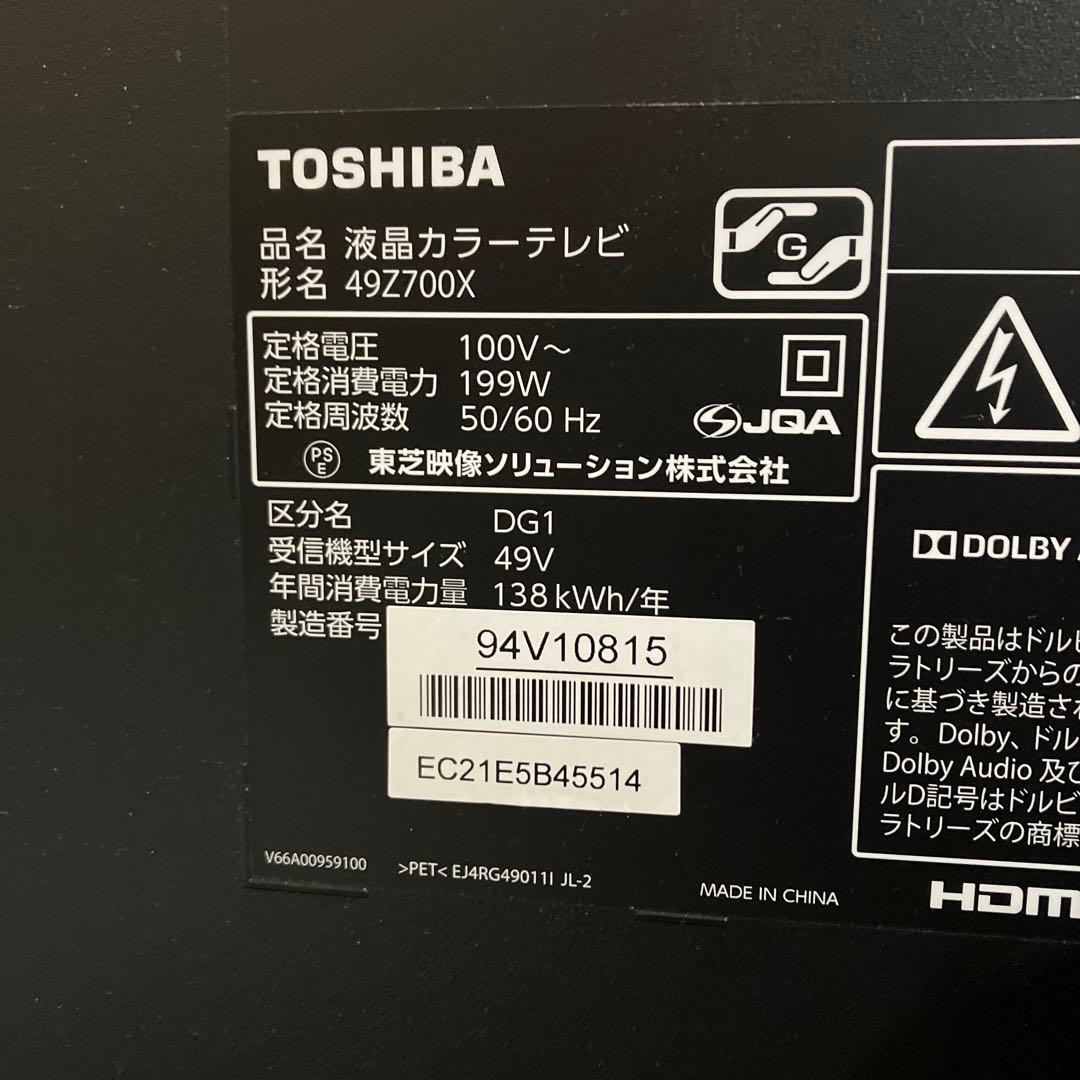 TOSHIBA
品名 液晶カラーテレビ
形名 49Z700X
G
定格電圧 100V～
定格消費電力 199W
定格周波数 50/60 Hz
JQA
PS
E
東芝映像ソリューション株式会社
区分名 DG1
受信機型サイズ 49V
年間消費電力量 138 kWh/年
製造番号
94V10815
EC21E5B45514
V66A00959100
>PET< EJ4RG49011I JL-2
MADE IN CHINA
DOLBY
この製品はドルビ
ラトリーズからの
に基づき製造され
す。Dolby、ドル
Dolby Audio 及び
ルD記号はドルビ
ラトリーズの商標
HDM